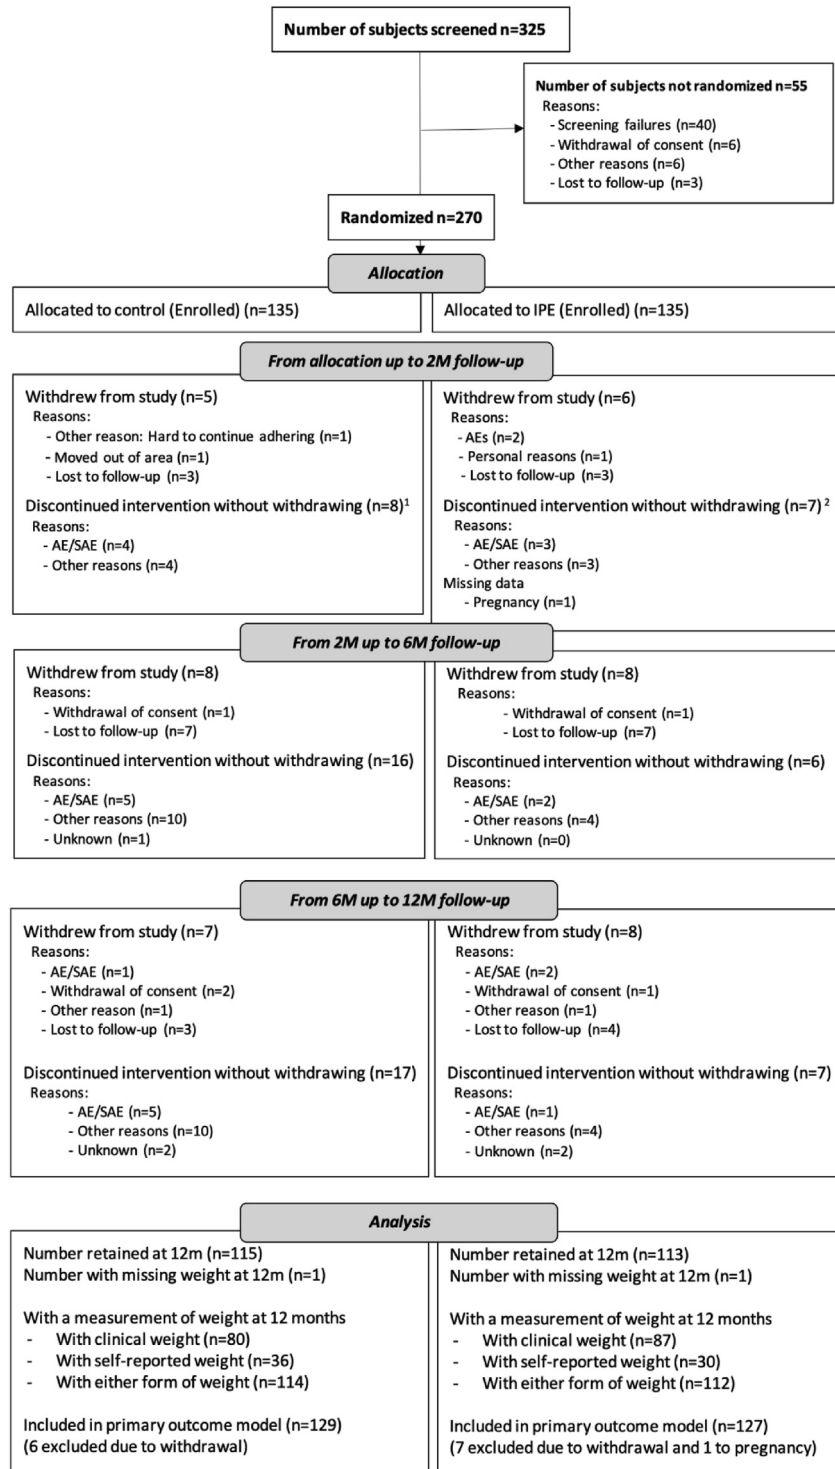 Number of subjects screened n=325
Number of subjects not randomized n=55
Reasons:
- Screening failures (n=40)
- Withdrawal of consent (n=6)
- Other reasons (n=6)
- Lost to follow-up (n=3)
Randomized n=270
Allocation
Allocated to control (Enrolled) (n=135)
Allocated to IPE (Enrolled) (n=135)
From allocation up to 2M follow-up
Withdrew from study (n=5)
Reasons:
- Other reason: Hard to continue adhering (n=1)
- Moved out of area (n=1)
- Lost to follow-up (n=3)
Discontinued intervention without withdrawing (n=8)¹
Reasons:
- AE/SAE (n=4)
- Other reasons (n=4)
Withdrew from study (n=6)
Reasons:
- AEs (n=2)
- Personal reasons (n=1)
- Lost to follow-up (n=3)
Discontinued intervention without withdrawing (n=7)²
Reasons:
- AE/SAE (n=3)
- Other reasons (n=3)
Missing data
- Pregnancy (n=1)
From 2M up to 6M follow-up
Withdrew from study (n=8)
Reasons:
- Withdrawal of consent (n=1)
- Lost to follow-up (n=7)
Discontinued intervention without withdrawing (n=16)
Reasons:
- AE/SAE (n=5)
- Other reasons (n=10)
- Unknown (n=1)
Withdrew from study (n=8)
Reasons:
- Withdrawal of consent (n=1)
- Lost to follow-up (n=7)
Discontinued intervention without withdrawing (n=6)
Reasons:
- AE/SAE (n=2)
- Other reasons (n=4)
- Unknown (n=0)
From 6M up to 12M follow-up
Withdrew from study (n=7)
Reasons:
- AE/SAE (n=1)
- Withdrawal of consent (n=2)
- Other reason (n=1)
- Lost to follow-up (n=3)
Discontinued intervention without withdrawing (n=17)
Reasons:
- AE/SAE (n=5)
- Other reasons (n=10)
- Unknown (n=2)
Withdrew from study (n=8)
Reasons:
- AE/SAE (n=2)
- Withdrawal of consent (n=1)
- Other reason (n=1)
- Lost to follow-up (n=4)
Discontinued intervention without withdrawing (n=7)
Reasons:
- AE/SAE (n=1)
- Other reasons (n=4)
- Unknown (n=2)
Analysis
Number retained at 12m (n=115)
Number with missing weight at 12m (n=1)
With a measurement of weight at 12 months
- With clinical weight (n=80)
- With self-reported weight (n=36)
- With either form of weight (n=114)
Included in primary outcome model (n=129)
(6 excluded due to withdrawal)
Number retained at 12m (n=113)
Number with missing weight at 12m (n=1)
With a measurement of weight at 12 months
- With clinical weight (n=87)
- With self-reported weight (n=30)
- With either form of weight (n=112)
Included in primary outcome model (n=127)
(7 excluded due to withdrawal and 1 to pregnancy)